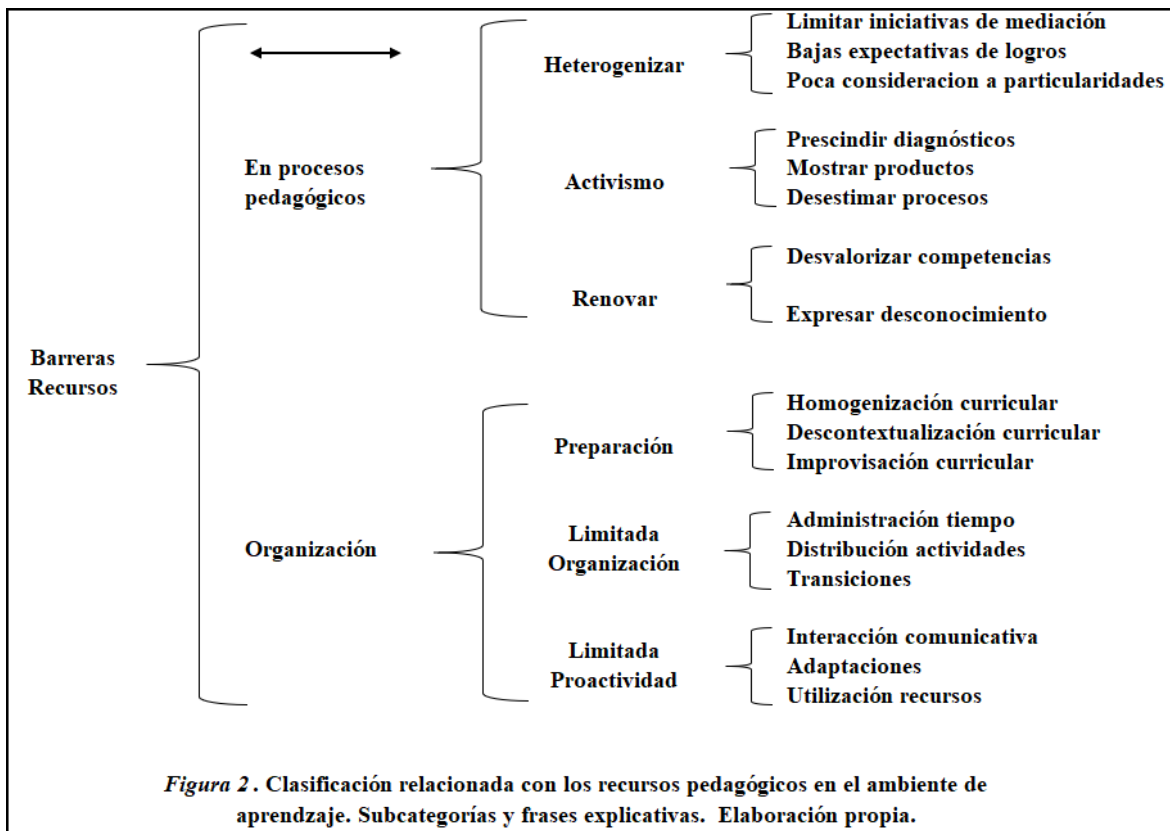 Barreras
Recursos
En procesos
pedagógicos
Heterogenizar
Limitar iniciativas de mediación
Bajas expectativas de logros
Poca consideracion a particularidades
Activismo
Prescindir diagnósticos
Mostrar productos
Desestimar procesos
Renovar
Desvalorizar competencias
Expresar desconocimiento
Organización
Preparación
Homogenización curricular
Descontextualización curricular
Improvisación curricular
Limitada
Organización
Administración tiempo
Distribución actividades
Transiciones
Limitada
Proactividad
Interacción comunicativa
Adaptaciones
Utilización recursos
Figura 2. Clasificación relacionada con los recursos pedagógicos en el ambiente de
aprendzaje. Subcategorías y frases explicativas. Elaboración propia.